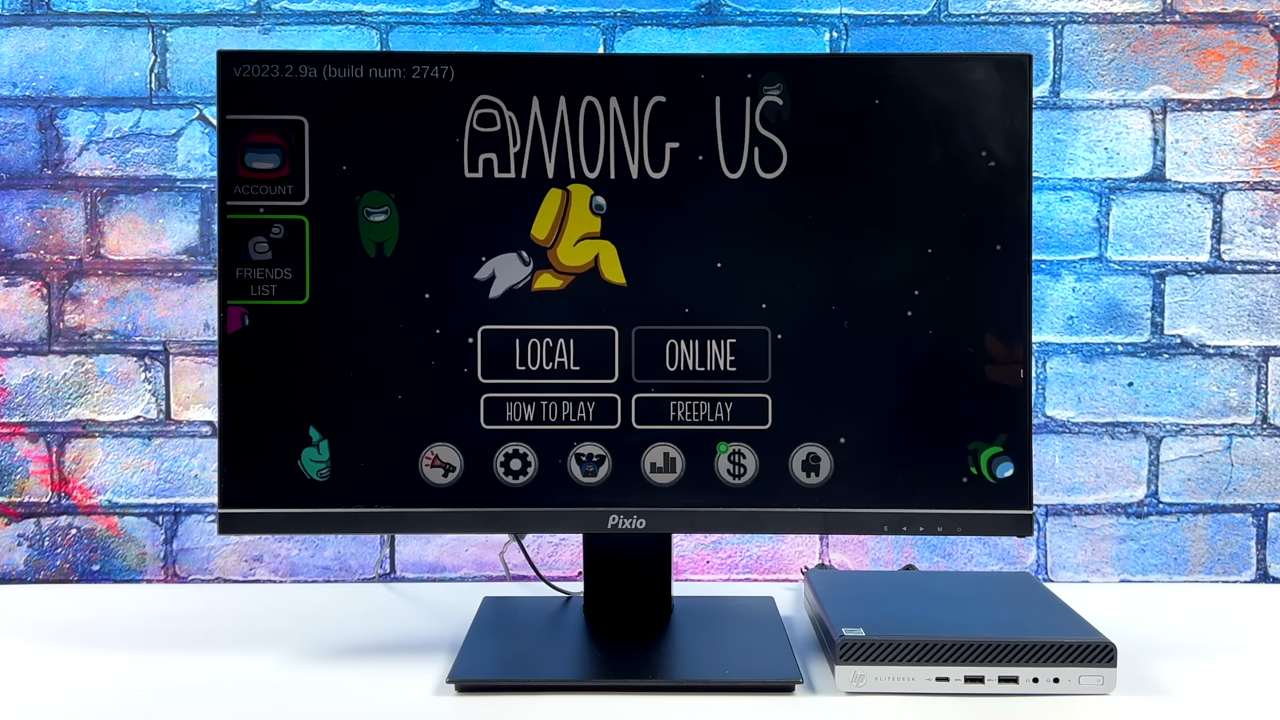 v2023.2.9a (build num: 2747)
AMONG US
ACCOUNT
FRIENDS
LIST
LOCAL
ONLINE
HOW TO PLAY
FREEPLAY
$
Pixio
E
M
hp
ELITEDESK